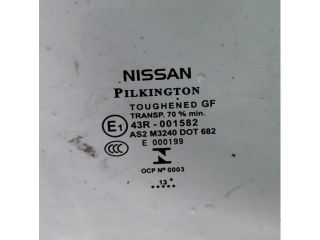 NISSAN
PILKINGTON
TOUGHENED GF
TRANSP. 70 % min.
E1 43R - 001582
AS2 M3240 DOT 682
E 000199
CCC
OCP Nº 0003
13